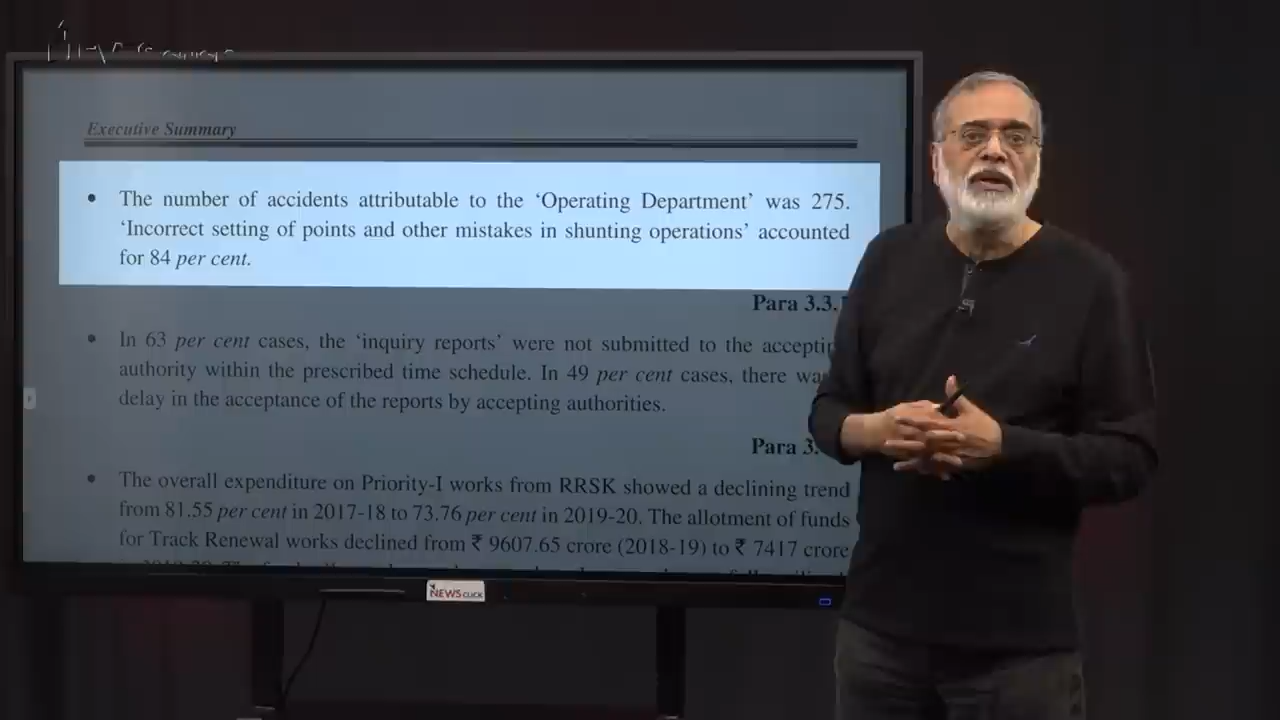 Executive Summary
• The number of accidents attributable to the ‘Operating Department’ was 275.
‘Incorrect setting of points and other mistakes in shunting operations’ accounted
for 84 per cent.
Para 3.3.
• In 63 per cent cases, the ‘inquiry reports’ were not submitted to the
authority within the prescribed time schedule. In 49 per cent cases, there
delay in the acceptance of the reports by accepting authorities.
Para 3.
• The overall expenditure on Priority-I works from RRSK showed a declining trend
from 81.55 per cent in 2017-18 to 73.76 per cent in 2019-20. The allotment of funds
for Track Renewal works declined from ₹ 9607.65 crore (2018-19) to ₹ 7417 crore
NEWSCLICK